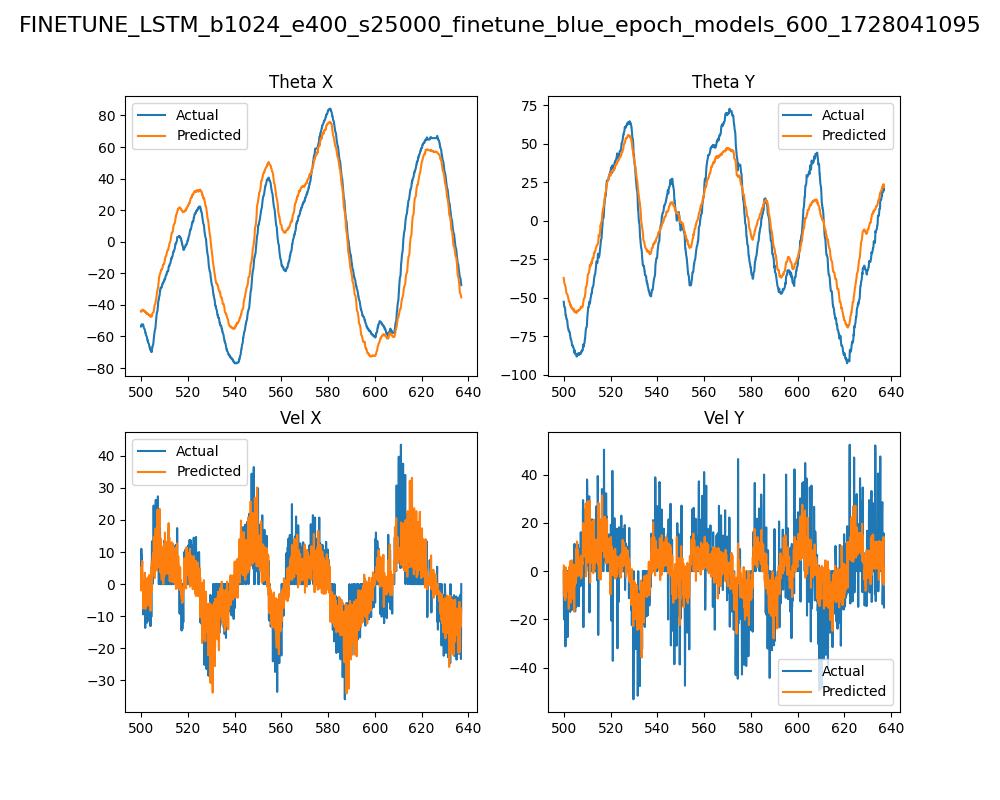 FINETUNE_LSTM_b1024_e400_s25000_finetune_blue_epoch_models_600_1728041095
Theta X
Actual
Predicted
80
60
40
20
0
−20
−40
−60
−80
500 520 540 560 580 600 620 640
Theta Y
Actual
Predicted
75
50
25
0
−25
−50
−75
−100
500 520 540 560 580 600 620 640
Vel X
Actual
Predicted
40
30
20
10
0
−10
−20
−30
500 520 540 560 580 600 620 640
Vel Y
40
20
0
−20
−40
Actual
Predicted
500 520 540 560 580 600 620 640